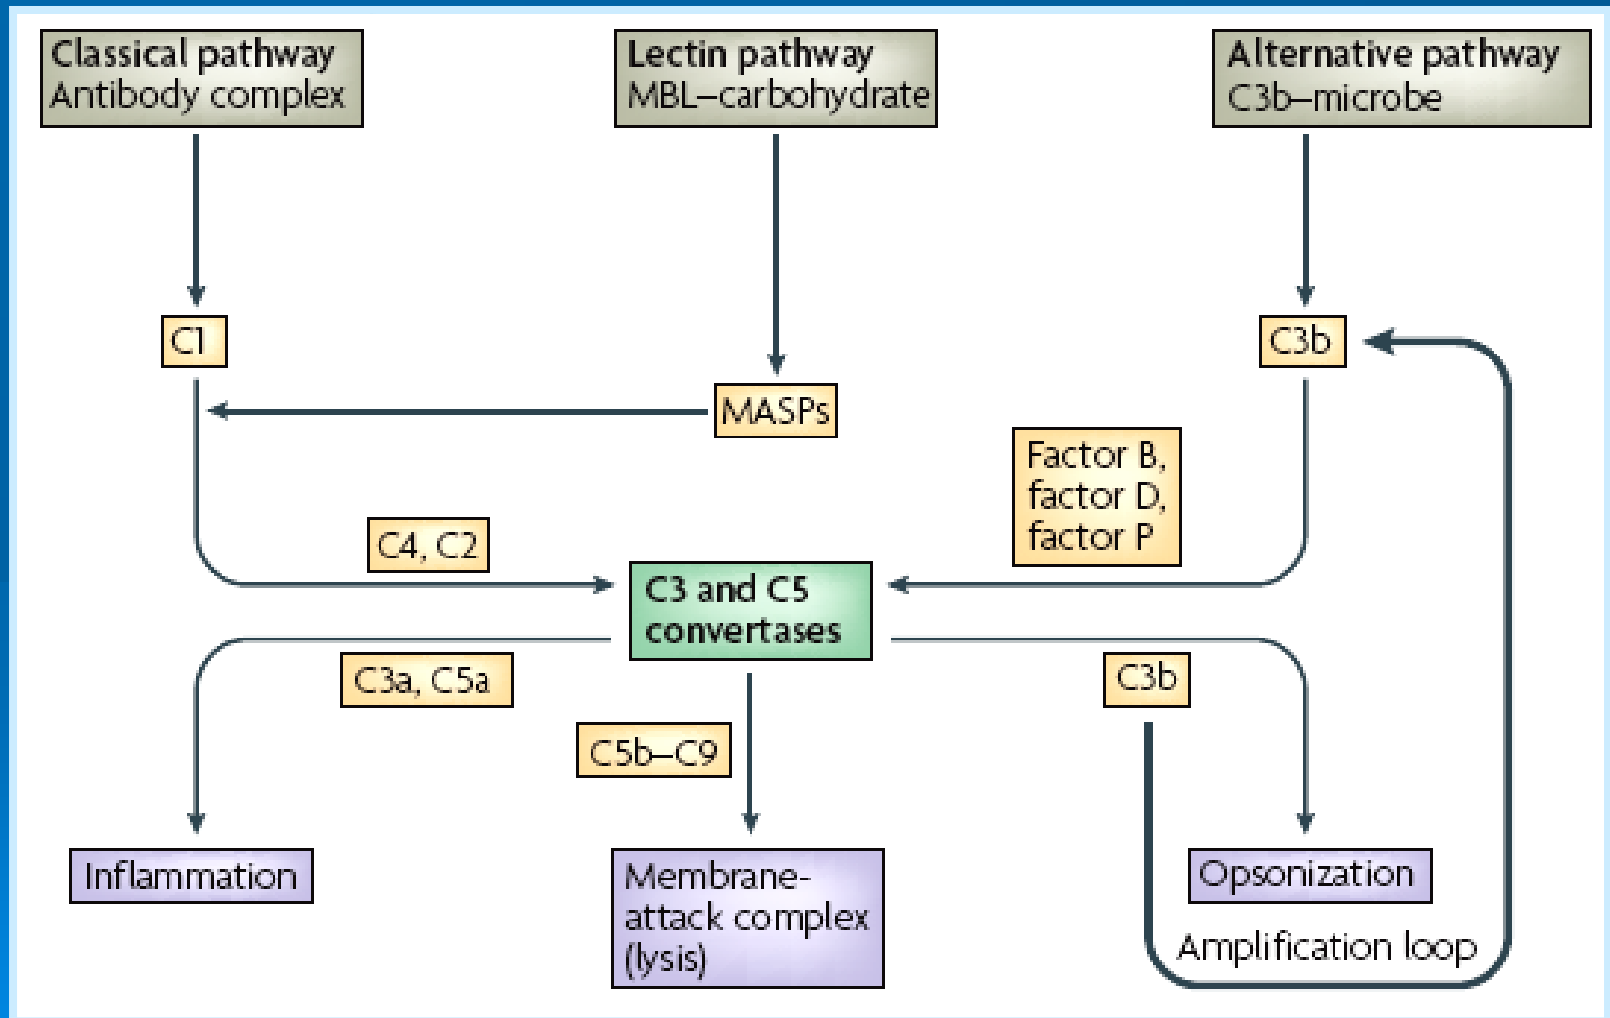 Classical pathway
Antibody complex
Lectin pathway
MBL–carbohydrate
Alternative pathway
C3b–microbe
C1
C3b
MASPs
Factor B,
factor D,
factor P
C4, C2
C3 and C5
convertases
C3a, C5a
C3b
C5b–C9
Inflammation
Membrane-
attack complex
(lysis)
Opsonization
Amplification loop